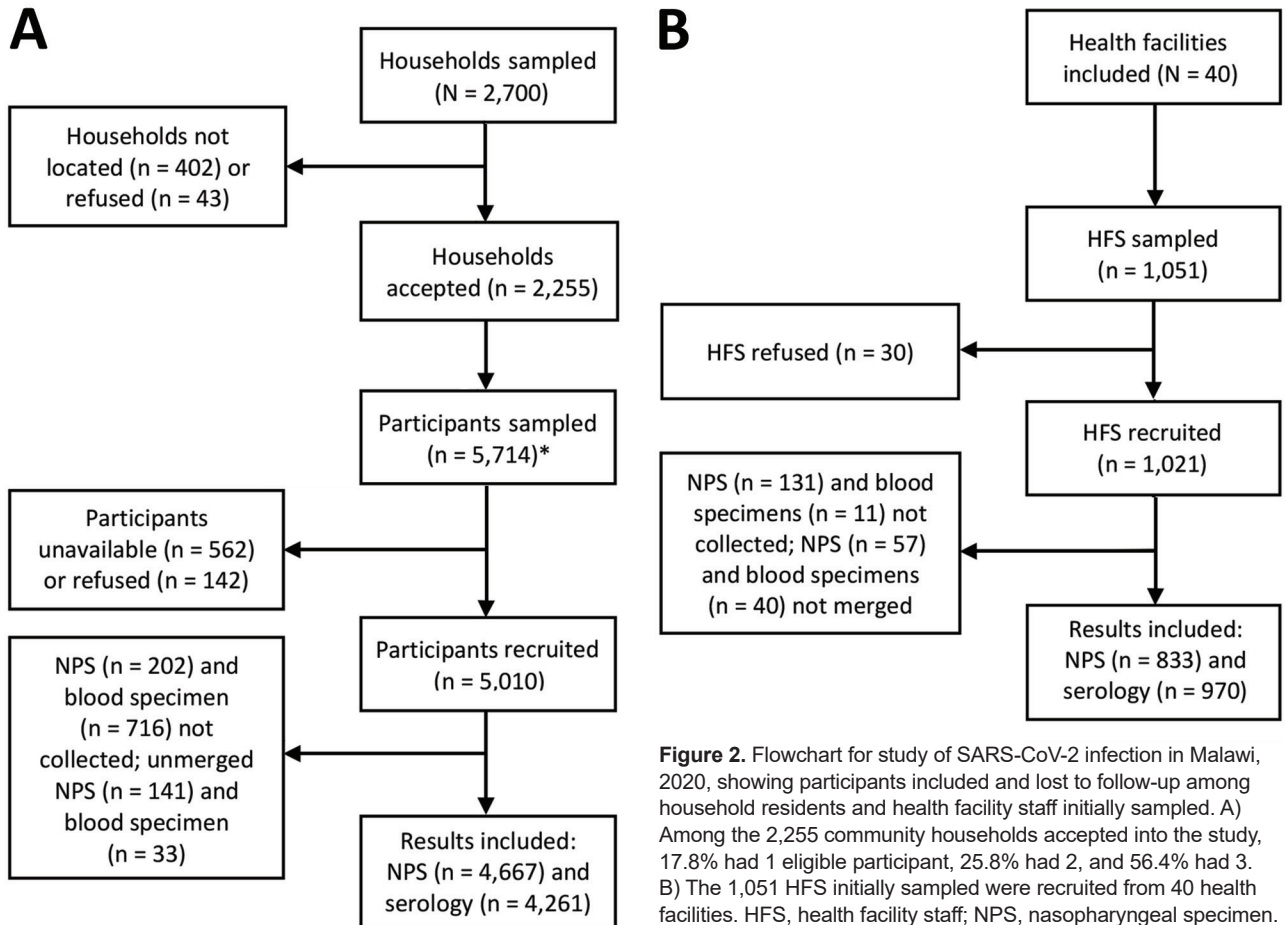 A
Households sampled
(N = 2,700)
Households not
located (n = 402) or
refused (n = 43)
Households
accepted (n = 2,255)
Participants sampled
(n = 5,714)*
Participants
unavailable (n = 562)
or refused (n = 142)
Participants recruited
(n = 5,010)
NPS (n = 202) and
blood specimen
(n = 716) not
collected; unmerged
NPS (n = 141) and
blood specimen
(n = 33)
Results included:
NPS (n = 4,667) and
serology (n = 4,261)
B
Health facilities
included (N = 40)
HFS sampled
(n = 1,051)
HFS refused (n = 30)
HFS recruited
(n = 1,021)
NPS (n = 131) and blood
specimens (n = 11) not
collected; NPS (n = 57)
and blood specimens
(n = 40) not merged
Results included:
NPS (n = 833) and
serology (n = 970)
Figure 2. Flowchart for study of SARS-CoV-2 infection in Malawi,
2020, showing participants included and lost to follow-up among
household residents and health facility staff initially sampled. A)
Among the 2,255 community households accepted into the study,
17.8% had 1 eligible participant, 25.8% had 2, and 56.4% had 3.
B) The 1,051 HFS initially sampled were recruited from 40 health
facilities. HFS, health facility staff; NPS, nasopharyngeal specimen.